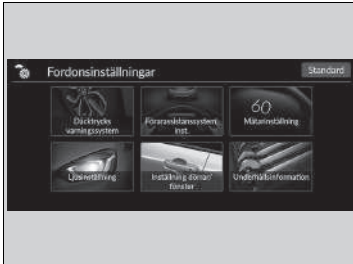 Fordonsinställningar
Standard
Däcktrycks
varningssystem
Förarassistanssystem
inst.
60
Mätarinställning
Ljusinställning
Inställning dörrar/
fönster
Underhållsinformation